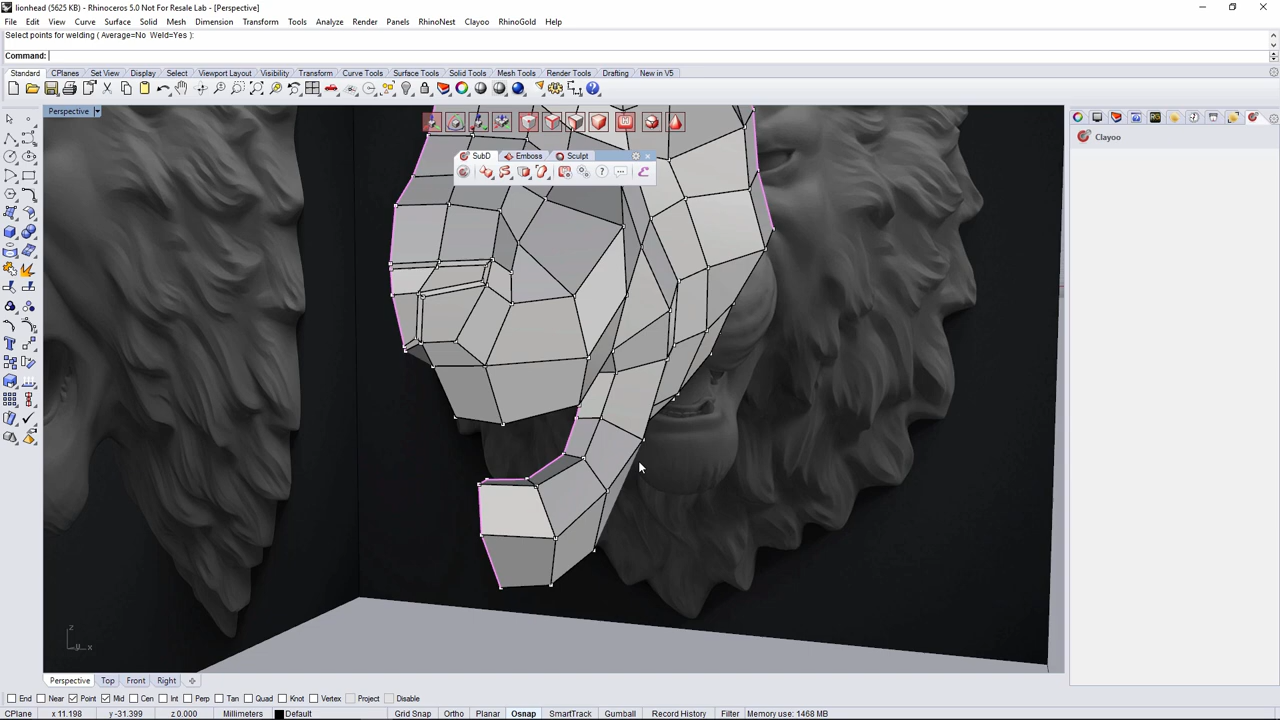 lionhead (5625 KB) - Rhinoceros 5.0 Not For Resale Lab - [Perspective]
File Edit View Curve Surface Solid Mesh Dimension Transform Tools Analyze Render Panels RhinoNest Clayoo RhinoGold Help
Select points for welding ( Average=No Weld=Yes ):
Command:
Standard CPlanes Set View Display Select Viewport Layout Visibility Transform Curve Tools Surface Tools Solid Tools Mesh Tools Render Tools Drafting New in V5
Perspective
SubD Emboss Sculpt
Clayoo
z
y x
Perspective Top Front Right
End Near Point Mid Cen Int Perp Tan Quad Knot Vertex Project Disable
CPlane x 11.198 y -31.399 z 0.000 Millimeters Default Grid Snap Ortho Planar Osnap SmartTrack Gumball Record History Filter Memory use: 1468 MB